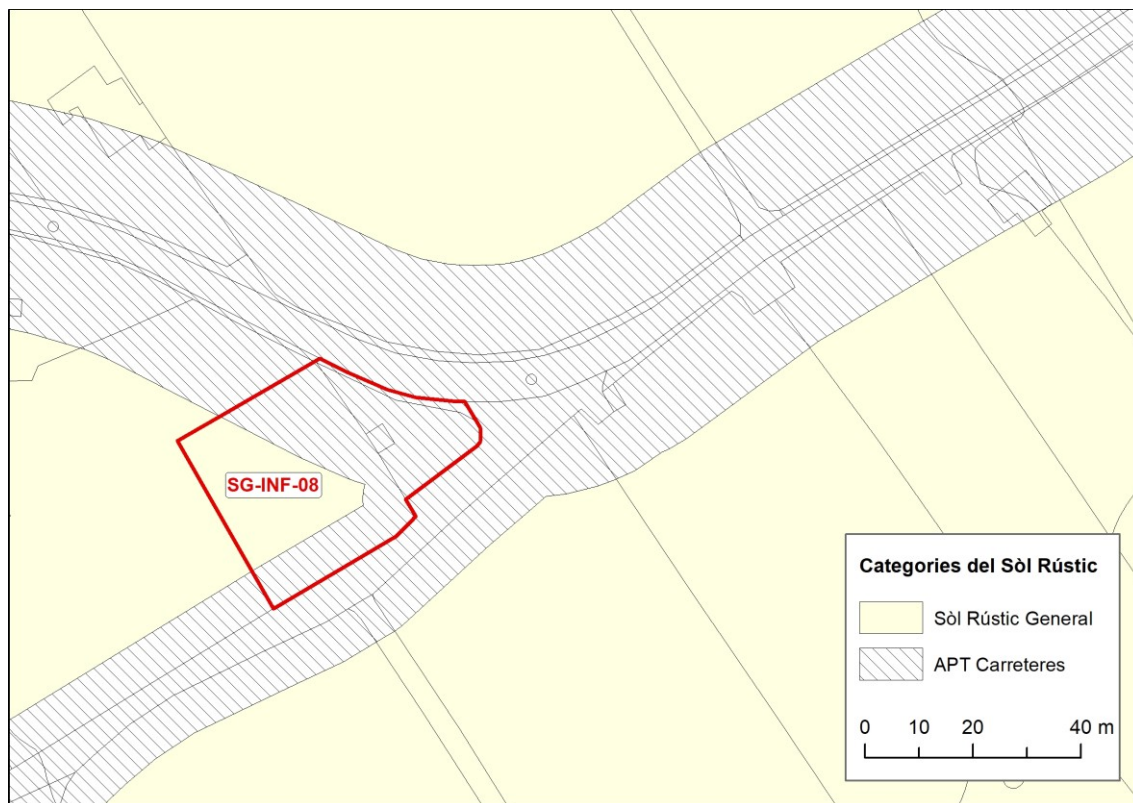 SG-INF-08
Categories del Sòl Rústic
Sòl Rústic General
APT Carreteres
0 10 20 40 m